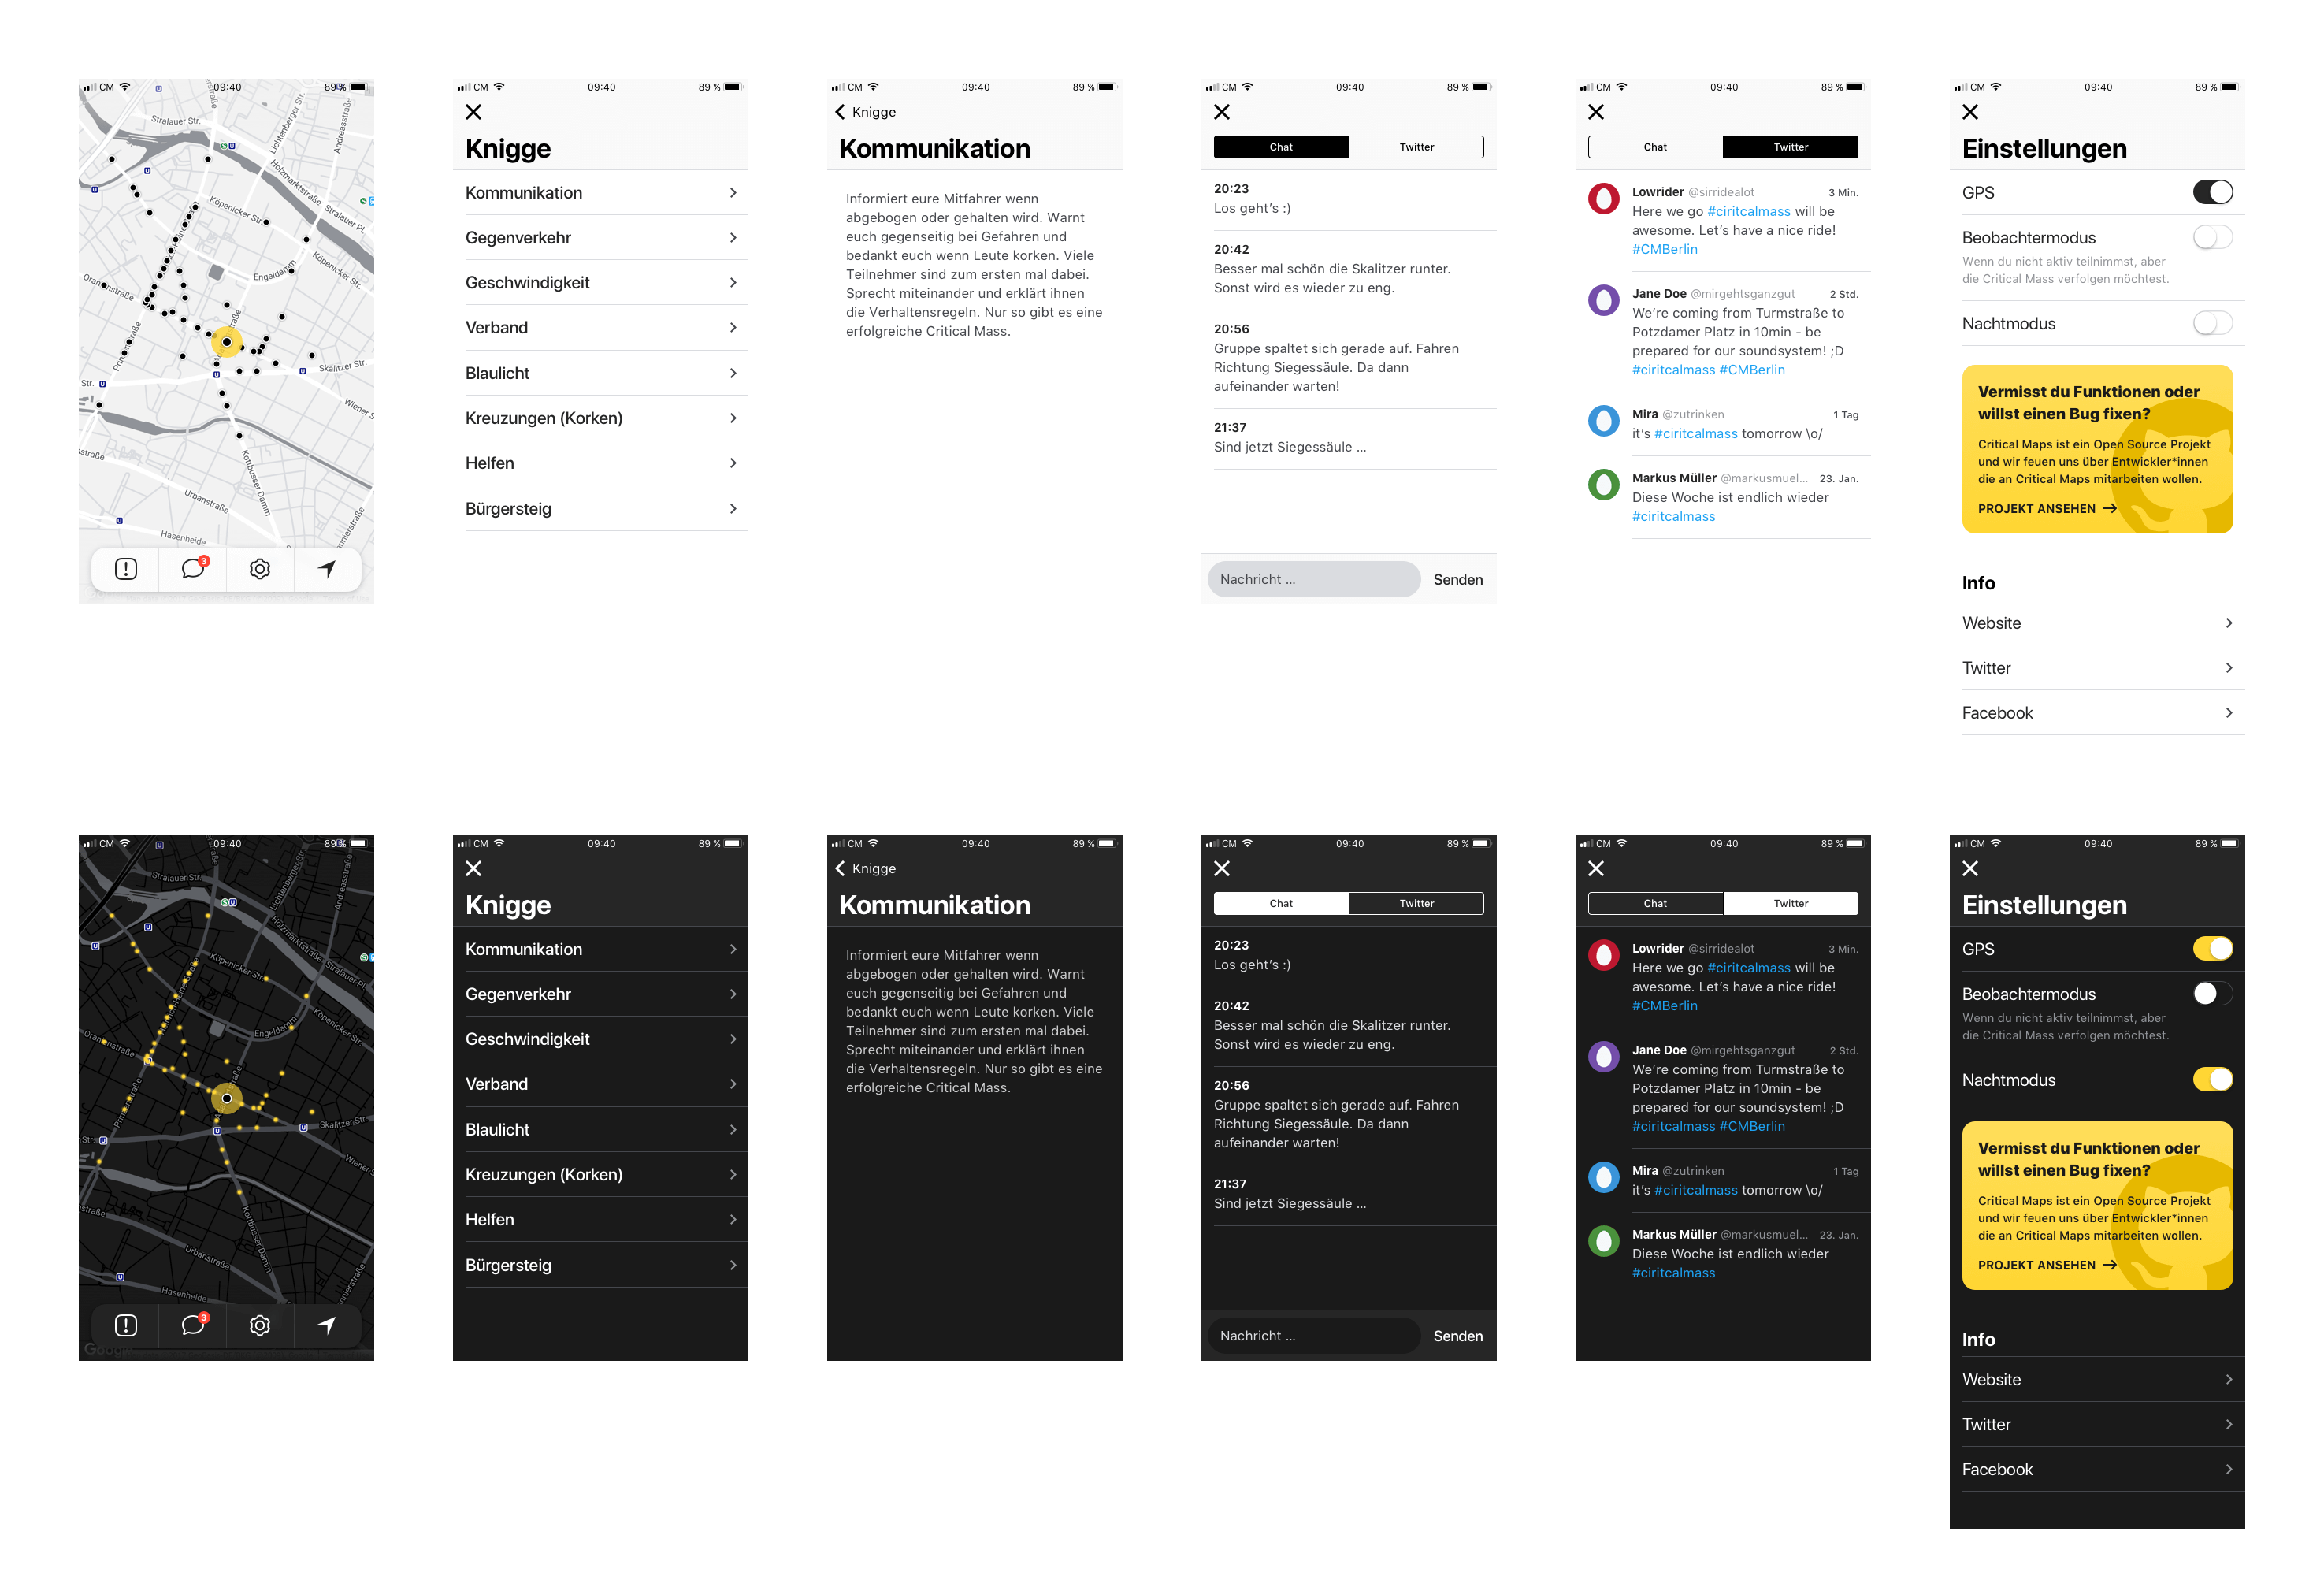 CM 09:40 89 %
Stralauer Str.
Lichtenberger Str.
Andreasstraße
Holzmarktstraße
Stralauer Pl.
Köpenicker Str.
Engeldamm
Köpenicker Str.
Oranienstraße
Skalitzer Str.
Str.
Wiener S
Kottbusser Damm
Urbanstraße
Hasenheide
3
CM 09:40 89 %
Knigge
Kommunikation
Gegenverkehr
Geschwindigkeit
Verband
Blaulicht
Kreuzungen (Korken)
Helfen
Bürgersteig
CM 09:40 89 %
Knigge
Kommunikation
Informiert eure Mitfahrer wenn
abgebogen oder gehalten wird. Warnt
euch gegenseitig bei Gefahren und
bedankt euch wenn Leute korken. Viele
Teilnehmer sind zum ersten mal dabei.
Sprecht miteinander und erklärt ihnen
die Verhaltensregeln. Nur so gibt es eine
erfolgreiche Critical Mass.
CM 09:40 89 %
Chat Twitter
20:23
Los geht's :)
20:42
Besser mal schön die Skalitzer runter.
Sonst wird es wieder zu eng.
20:56
Gruppe spaltet sich gerade auf. Fahren
Richtung Siegessäule. Da dann
aufeinander warten!
21:37
Sind jetzt Siegessäule ...
Nachricht ... Senden
CM 09:40 89 %
Chat Twitter
Lowrider @sirridealot 3 Min.
Here we go #ciritcalmass will be
awesome. Let's have a nice ride!
#CMBerlin
Jane Doe @mirgehtsganzgut 2 Std.
We're coming from Turmstraße to
Potzdamer Platz in 10min - be
prepared for our soundsystem! ;D
#ciritcalmass #CMBerlin
Mira @zutrinken 1 Tag
it's #ciritcalmass tomorrow \o/
Markus Müller @markusmuel... 23. Jan.
Diese Woche ist endlich wieder
#ciritcalmass
CM 09:40 89 %
Einstellungen
GPS
Beobachtermodus
Wenn du nicht aktiv teilnimmst, aber
die Critical Mass verfolgen möchtest.
Nachtmodus
Vermisst du Funktionen oder
willst einen Bug fixen?
Critical Maps ist ein Open Source Projekt
und wir feuen uns über Entwickler*innen
die an Critical Maps mitarbeiten wollen.
PROJEKT ANSEHEN
Info
Website
Twitter
Facebook
CM 09:40 89 %
Stralauer Str.
Lichtenberger Str.
Andreasstraße
Holzmarktstraße
Stralauer Pl.
Köpenicker Str.
Engeldamm
Köpenicker Str.
Oranienstraße
Skalitzer Str.
Str.
Wiener S
Kottbusser Damm
Urbanstraße
Hasenheide
3
CM 09:40 89 %
Knigge
Kommunikation
Gegenverkehr
Geschwindigkeit
Verband
Blaulicht
Kreuzungen (Korken)
Helfen
Bürgersteig
CM 09:40 89 %
Knigge
Kommunikation
Informiert eure Mitfahrer wenn
abgebogen oder gehalten wird. Warnt
euch gegenseitig bei Gefahren und
bedankt euch wenn Leute korken. Viele
Teilnehmer sind zum ersten mal dabei.
Sprecht miteinander und erklärt ihnen
die Verhaltensregeln. Nur so gibt es eine
erfolgreiche Critical Mass.
CM 09:40 89 %
Chat Twitter
20:23
Los geht's :)
20:42
Besser mal schön die Skalitzer runter.
Sonst wird es wieder zu eng.
20:56
Gruppe spaltet sich gerade auf. Fahren
Richtung Siegessäule. Da dann
aufeinander warten!
21:37
Sind jetzt Siegessäule ...
Nachricht ... Senden
CM 09:40 89 %
Chat Twitter
Lowrider @sirridealot 3 Min.
Here we go #ciritcalmass will be
awesome. Let's have a nice ride!
#CMBerlin
Jane Doe @mirgehtsganzgut 2 Std.
We're coming from Turmstraße to
Potzdamer Platz in 10min - be
prepared for our soundsystem! ;D
#ciritcalmass #CMBerlin
Mira @zutrinken 1 Tag
it's #ciritcalmass tomorrow \o/
Markus Müller @markusmuel... 23. Jan.
Diese Woche ist endlich wieder
#ciritcalmass
CM 09:40 89 %
Einstellungen
GPS
Beobachtermodus
Wenn du nicht aktiv teilnimmst, aber
die Critical Mass verfolgen möchtest.
Nachtmodus
Vermisst du Funktionen oder
willst einen Bug fixen?
Critical Maps ist ein Open Source Projekt
und wir feuen uns über Entwickler*innen
die an Critical Maps mitarbeiten wollen.
PROJEKT ANSEHEN
Info
Website
Twitter
Facebook